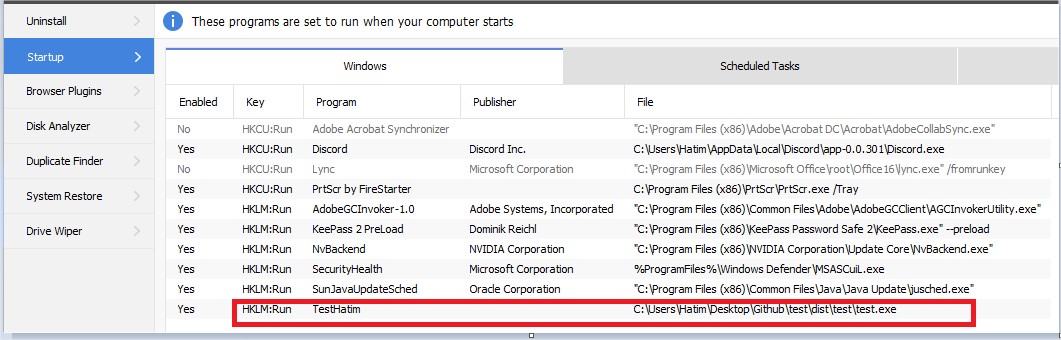 Uninstall
These programs are set to run when your computer starts
Startup
Windows Scheduled Tasks
Browser Plugins
Enabled Key Program Publisher File
Disk Analyzer
No HKCU:Run Adobe Acrobat Synchronizer "C:\Program Files (x86)\Adobe\Acrobat DC\Acrobat\AdobeCollabSync.exe"
Yes HKCU:Run Discord Discord Inc. C:\Users\Hatim\AppData\Local\Discord\app-0.0.301\Discord.exe
Duplicate Finder
No HKCU:Run Lync Microsoft Corporation "C:\Program Files (x86)\Microsoft Office\root\Office16\lync.exe" /fromrunkey
Yes HKCU:Run PrtScr by FireStarter C:\Program Files (x86)\PrtScr\PrtScr.exe /Tray
System Restore
Yes HKLM:Run AdobeGCInvoker-1.0 Adobe Systems, Incorporated "C:\Program Files (x86)\Common Files\Adobe\AdobeGCClient\AGCInvokerUtility.exe"
Yes HKLM:Run KeePass 2 PreLoad Dominik Reichl "C:\Program Files (x86)\KeePass Password Safe 2\KeePass.exe" --preload
Drive Wiper
Yes HKLM:Run NvBackend NVIDIA Corporation "C:\Program Files (x86)\NVIDIA Corporation\Update Core\NvBackend.exe"
Yes HKLM:Run SecurityHealth Microsoft Corporation %ProgramFiles%\Windows Defender\MSASCuiL.exe
Yes HKLM:Run SunJavaUpdateSched Oracle Corporation "C:\Program Files (x86)\Common Files\Java\Java Update\jusched.exe"
Yes HKLM:Run TestHatim C:\Users\Hatim\Desktop\Github\test\dist\test\test.exe